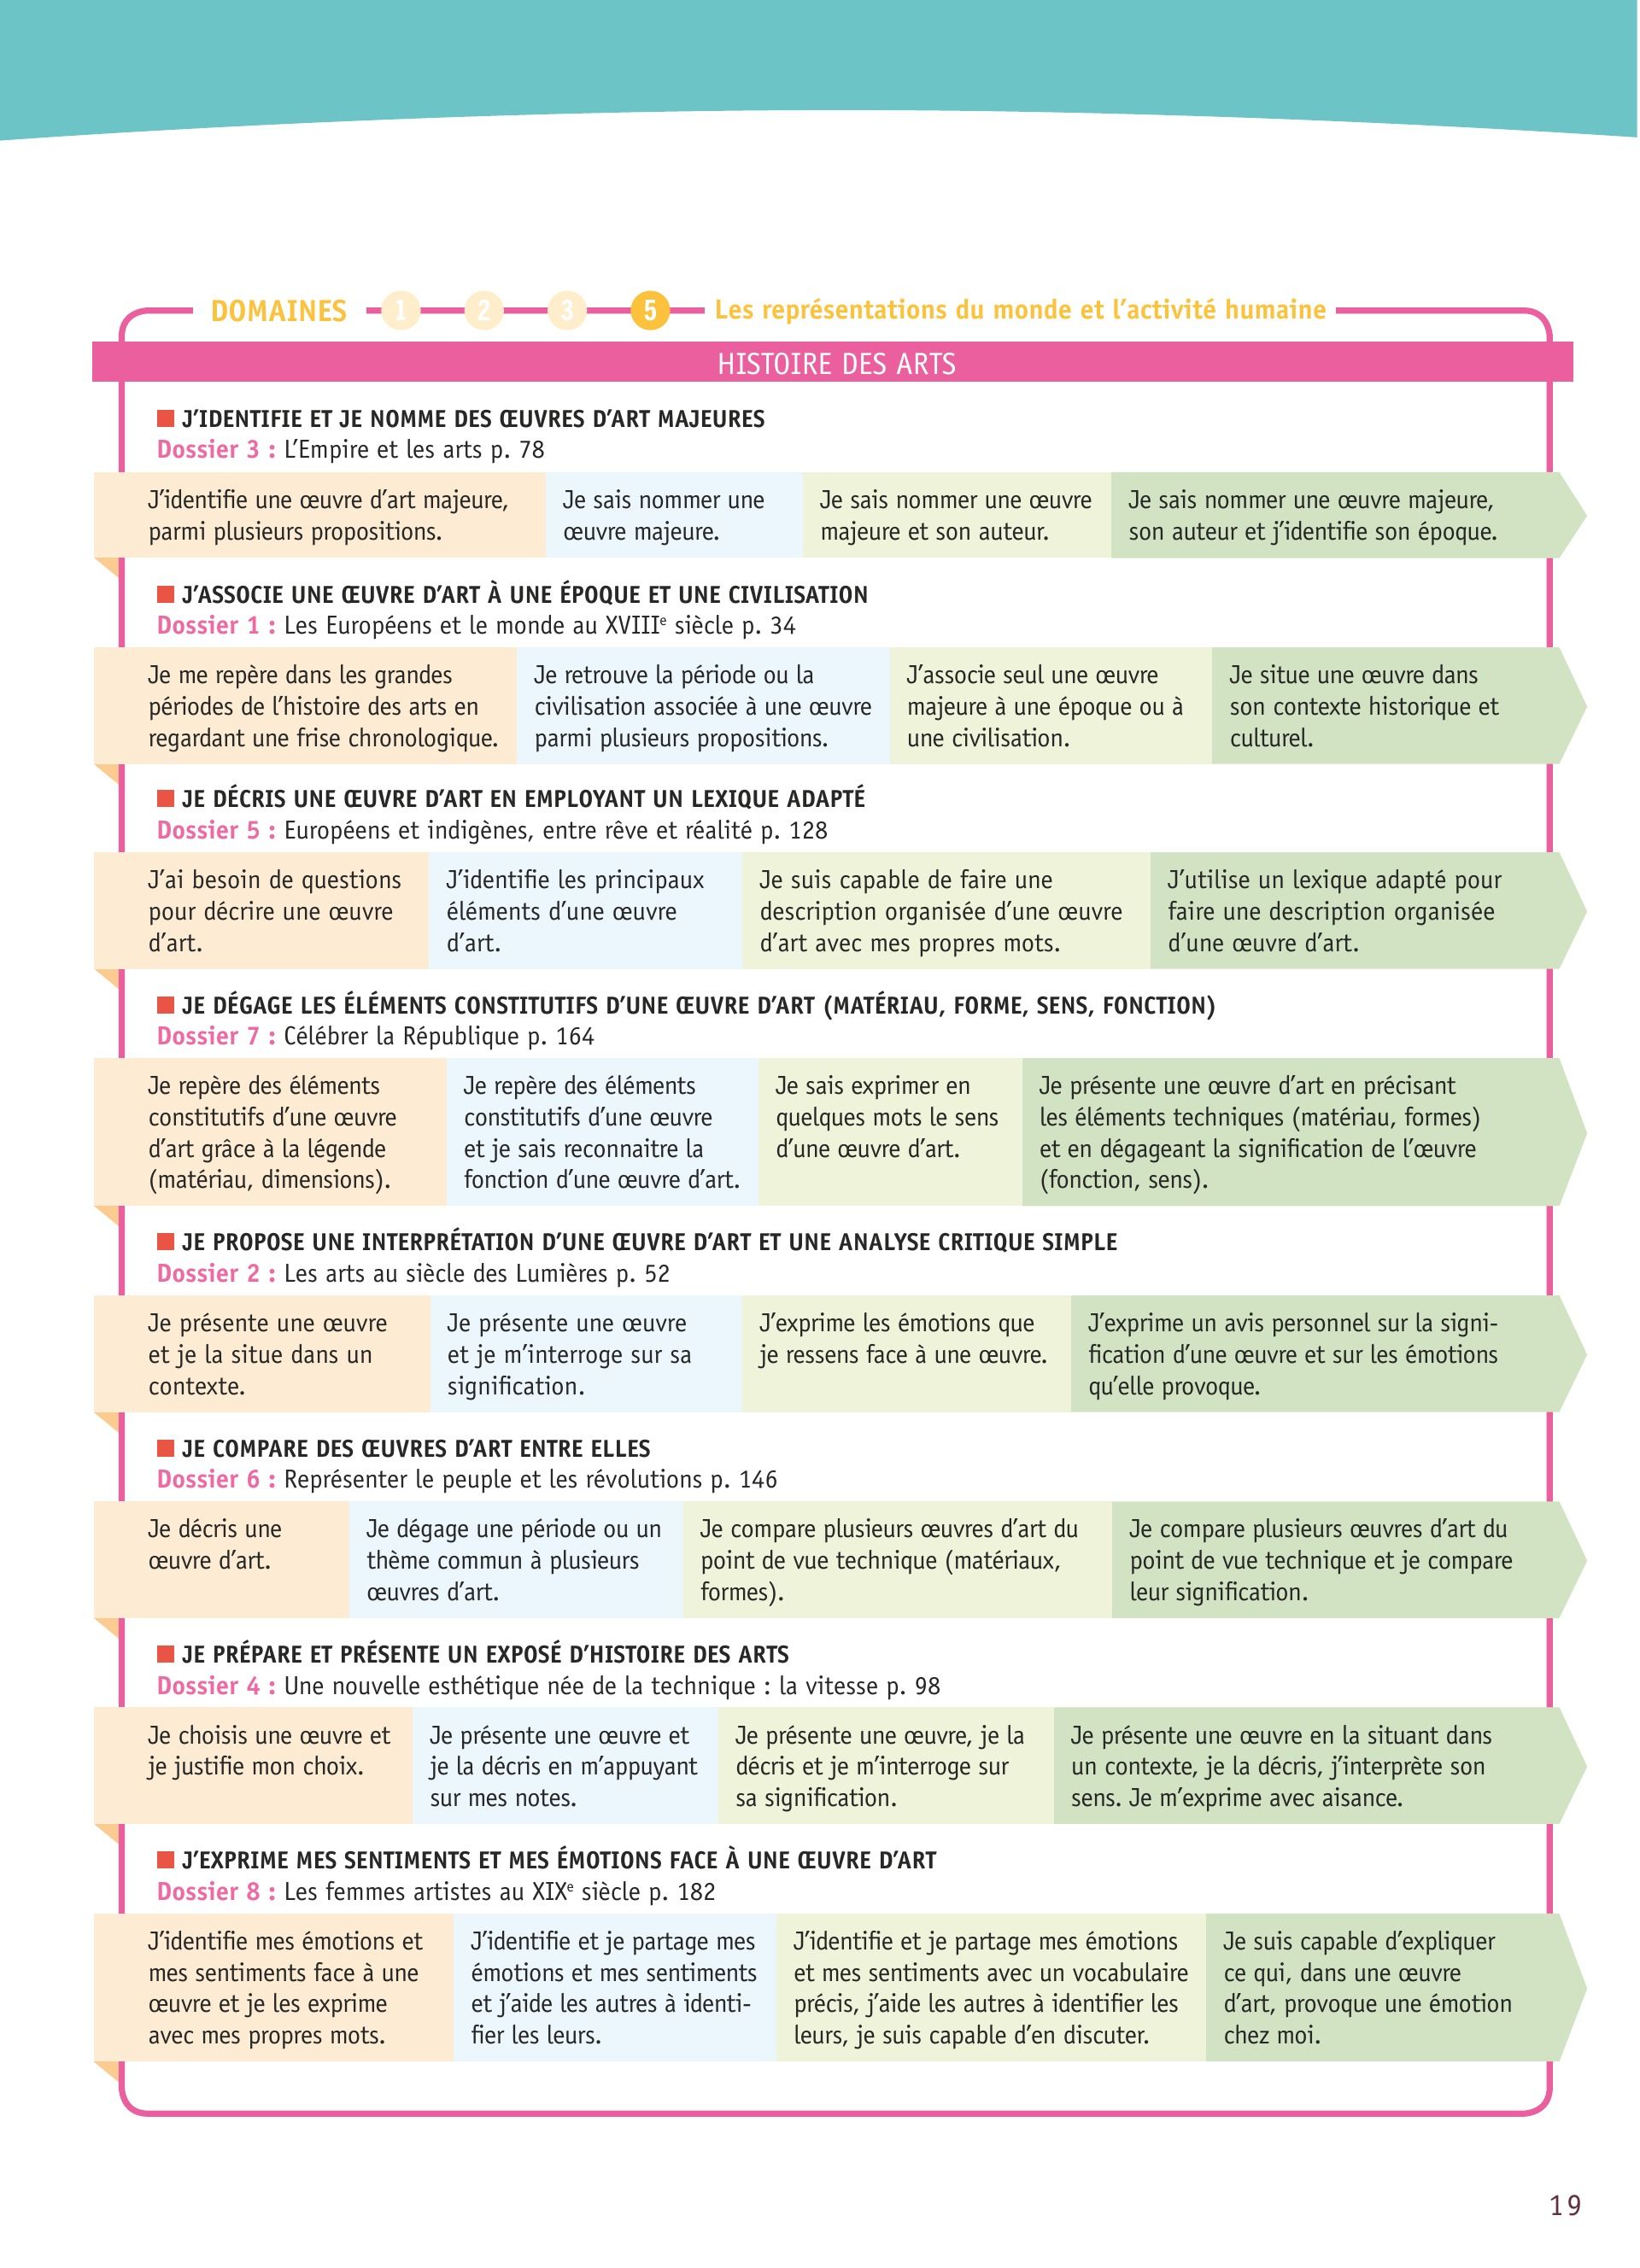 DOMAINES 1 2 3 5 Les représentations du monde et l’activité humaine
HISTOIRE DES ARTS
J’IDENTIFIE ET JE NOMME DES ŒUVRES D’ART MAJEURES
Dossier 3 : L’Empire et les arts p. 78
J’identifie une œuvre d’art majeure,
parmi plusieurs propositions.
Je sais nommer une
œuvre majeure.
Je sais nommer une œuvre
majeure et son auteur.
Je sais nommer une œuvre majeure,
son auteur et j’identifie son époque.
J’ASSOCIE UNE ŒUVRE D’ART À UNE ÉPOQUE ET UNE CIVILISATION
Dossier 1 : Les Européens et le monde au XVIIIe siècle p. 34
Je me repère dans les grandes
périodes de l’histoire des arts en
regardant une frise chronologique.
Je retrouve la période ou la
civilisation associée à une œuvre
parmi plusieurs propositions.
J’associe seul une œuvre
majeure à une époque ou à
une civilisation.
Je situe une œuvre dans
son contexte historique et
culturel.
JE DÉCRIS UNE ŒUVRE D’ART EN EMPLOYANT UN LEXIQUE ADAPTÉ
Dossier 5 : Européens et indigènes, entre rêve et réalité p. 128
J’ai besoin de questions
pour décrire une œuvre
d’art.
J’identifie les principaux
éléments d’une œuvre
d’art.
Je suis capable de faire une
description organisée d’une œuvre
d’art avec mes propres mots.
J’utilise un lexique adapté pour
faire une description organisée
d’une œuvre d’art.
JE DÉGAGE LES ÉLÉMENTS CONSTITUTIFS D’UNE ŒUVRE D’ART (MATÉRIAU, FORME, SENS, FONCTION)
Dossier 7 : Célébrer la République p. 164
Je repère des éléments
constitutifs d’une œuvre
d’art grâce à la légende
(matériau, dimensions).
Je repère des éléments
constitutifs d’une œuvre
et je sais reconnaitre la
fonction d’une œuvre d’art.
Je sais exprimer en
quelques mots le sens
d’une œuvre d’art.
Je présente une œuvre d’art en précisant
les éléments techniques (matériau, formes)
et en dégageant la signification de l’œuvre
(fonction, sens).
JE PROPOSE UNE INTERPRÉTATION D’UNE ŒUVRE D’ART ET UNE ANALYSE CRITIQUE SIMPLE
Dossier 2 : Les arts au siècle des Lumières p. 52
Je présente une œuvre
et je la situe dans un
contexte.
Je présente une œuvre
et je m’interroge sur sa
signification.
J’exprime les émotions que
je ressens face à une œuvre.
J’exprime un avis personnel sur la signi-
fication d’une œuvre et sur les émotions
qu’elle provoque.
JE COMPARE DES ŒUVRES D’ART ENTRE ELLES
Dossier 6 : Représenter le peuple et les révolutions p. 146
Je décris une
œuvre d’art.
Je dégage une période ou un
thème commun à plusieurs
œuvres d’art.
Je compare plusieurs œuvres d’art du
point de vue technique (matériaux,
formes).
Je compare plusieurs œuvres d’art du
point de vue technique et je compare
leur signification.
JE PRÉPARE ET PRÉSENTE UN EXPOSÉ D’HISTOIRE DES ARTS
Dossier 4 : Une nouvelle esthétique née de la technique : la vitesse p. 98
Je choisis une œuvre et
je justifie mon choix.
Je présente une œuvre et
je la décris en m’appuyant
sur mes notes.
Je présente une œuvre, je la
décris et je m’interroge sur
sa signification.
Je présente une œuvre en la situant dans
un contexte, je la décris, j’interprète son
sens. Je m’exprime avec aisance.
J’EXPRIME MES SENTIMENTS ET MES ÉMOTIONS FACE À UNE ŒUVRE D’ART
Dossier 8 : Les femmes artistes au XIXe siècle p. 182
J’identifie mes émotions et
mes sentiments face à une
œuvre et je les exprime
avec mes propres mots.
J’identifie et je partage mes
émotions et mes sentiments
et j’aide les autres à identi-
fier les leurs.
J’identifie et je partage mes émotions
et mes sentiments avec un vocabulaire
précis, j’aide les autres à identifier les
leurs, je suis capable d’en discuter.
Je suis capable d’expliquer
ce qui, dans une œuvre
d’art, provoque une émotion
chez moi.
19